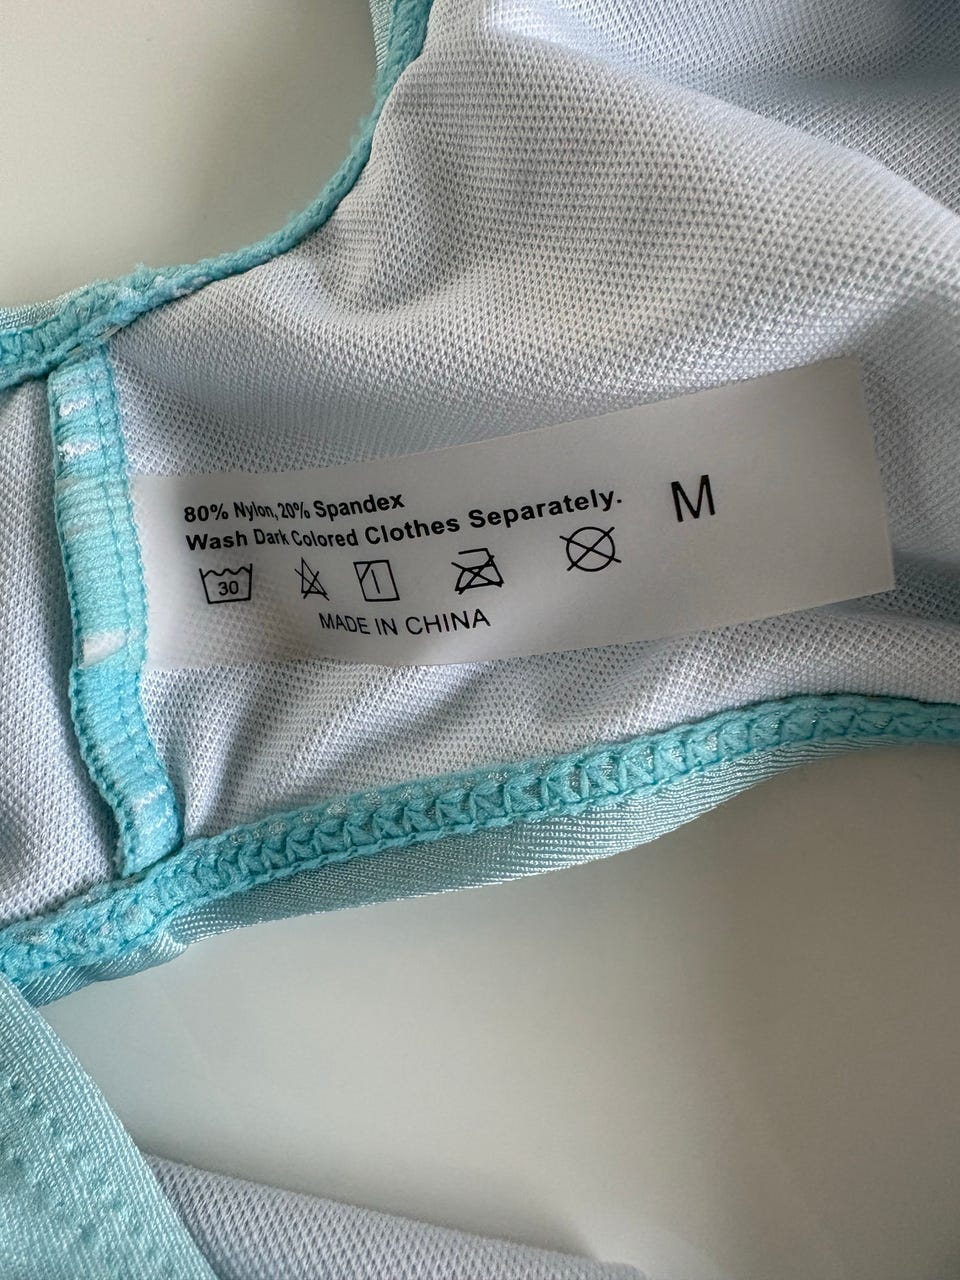 80% Nylon,20% Spandex
Wash Dark Colored Clothes Separately.
M
30
MADE IN CHINA